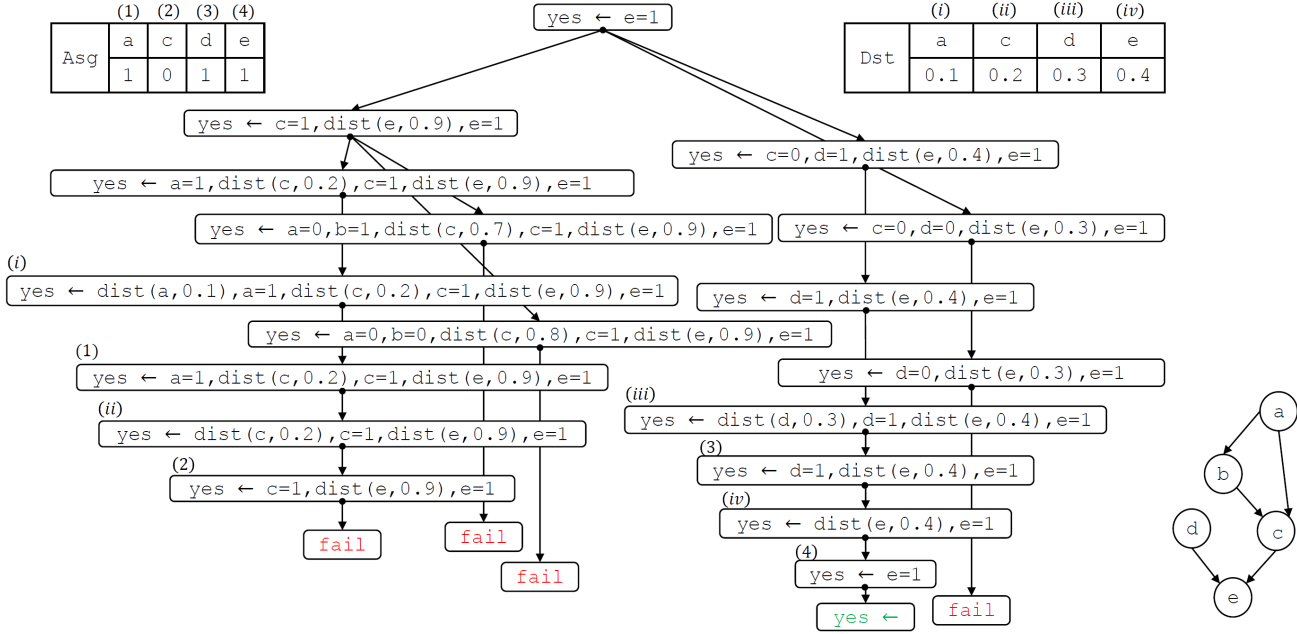 (1) (2) (3) (4)
Asg a c d e
1 0 1 1
(i) (ii) (iii) (iv)
Dst a c d e
0.1 0.2 0.3 0.4
yes ← e=1
yes ← c=1,dist(e,0.9),e=1
yes ← c=0,d=1,dist(e,0.4),e=1
yes ← a=1,dist(c,0.2),c=1,dist(e,0.9),e=1
yes ← a=0,b=1,dist(c,0.7),c=1,dist(e,0.9),e=1
yes ← c=0,d=0,dist(e,0.3),e=1
(i)
yes ← dist(a,0.1),a=1,dist(c,0.2),c=1,dist(e,0.9),e=1
yes ← d=1,dist(e,0.4),e=1
yes ← a=0,b=0,dist(c,0.8),c=1,dist(e,0.9),e=1
(1)
yes ← a=1,dist(c,0.2),c=1,dist(e,0.9),e=1
yes ← d=0,dist(e,0.3),e=1
(ii)
yes ← dist(c,0.2),c=1,dist(e,0.9),e=1
(iii)
yes ← dist(d,0.3),d=1,dist(e,0.4),e=1
(2)
yes ← c=1,dist(e,0.9),e=1
(3)
yes ← d=1,dist(e,0.4),e=1
(iv)
yes ← dist(e,0.4),e=1
fail
fail
fail
(4)
yes ← e=1
yes ←
fail
a
b
d
c
e